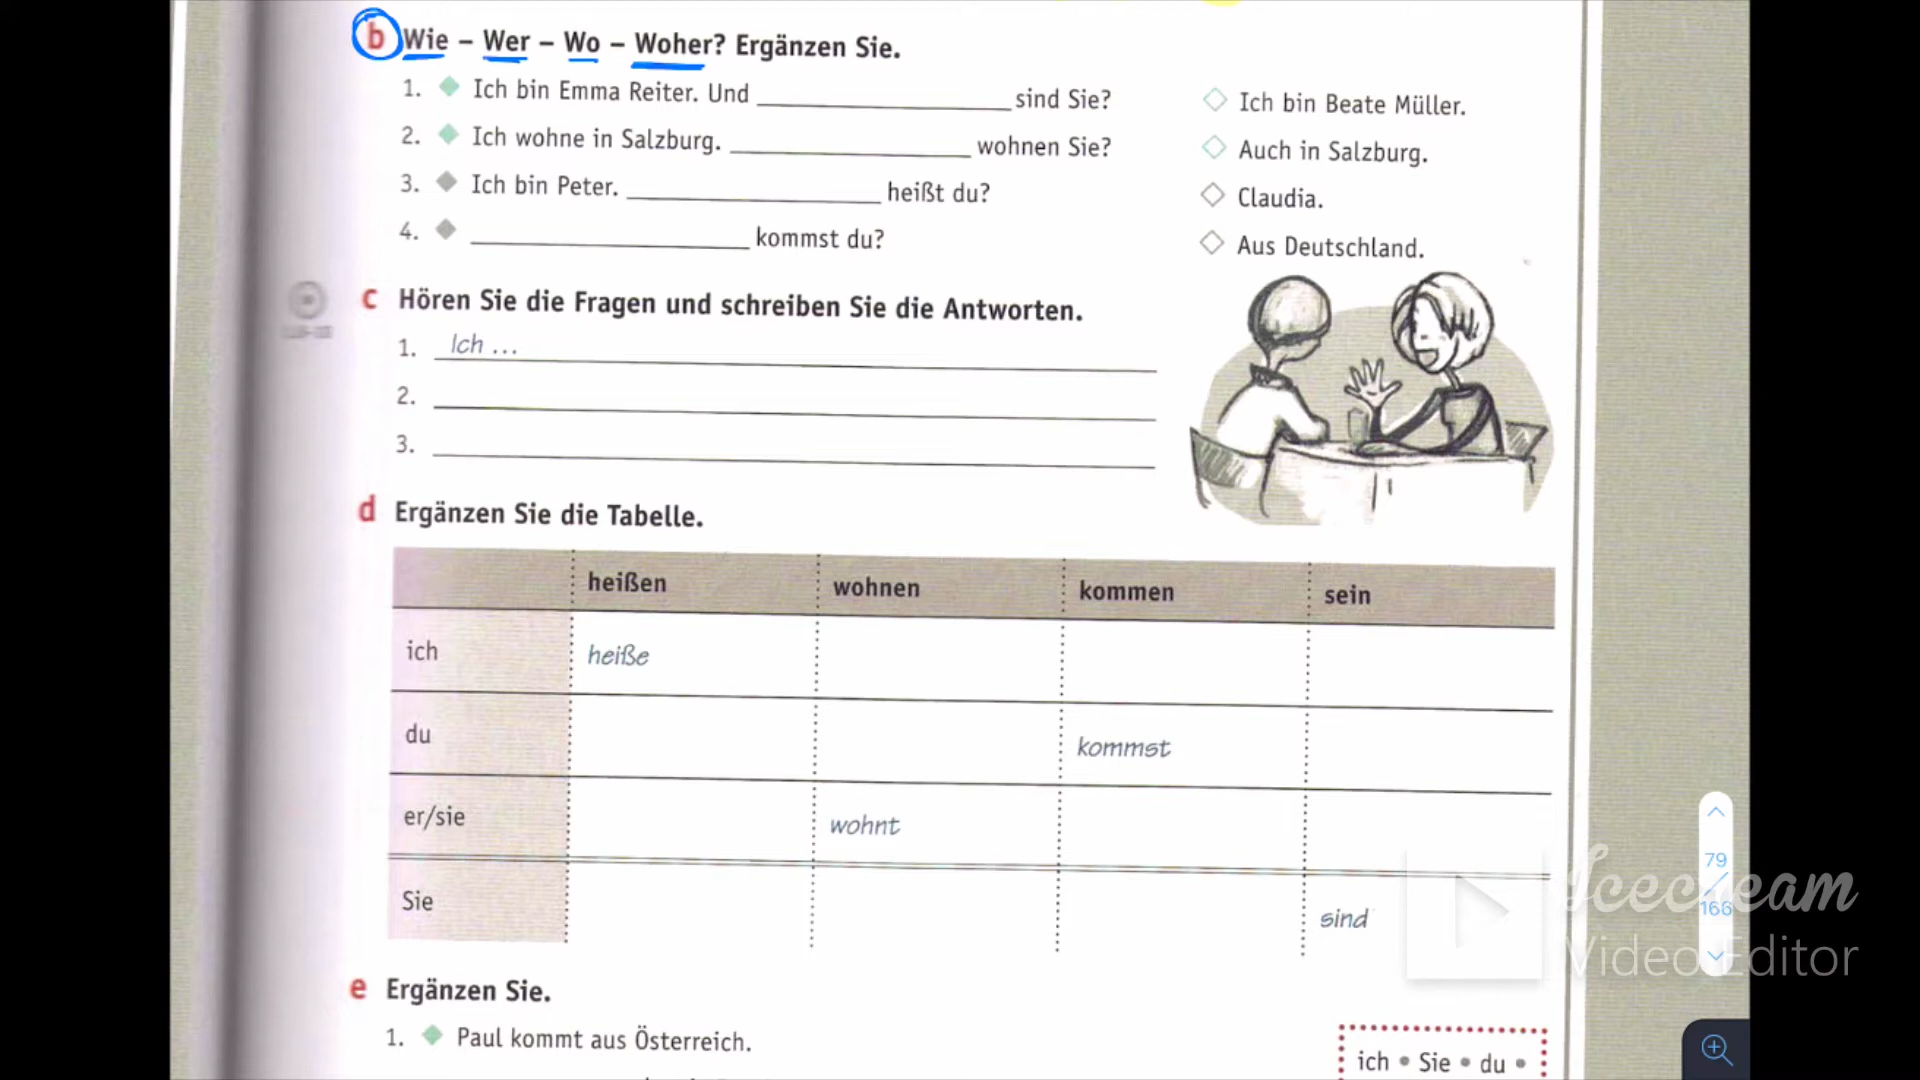 b Wie – Wer – Wo – Woher? Ergänzen Sie.
1. Ich bin Emma Reiter. Und ____ sind Sie? Ich bin Beate Müller.
2. Ich wohne in Salzburg. ____ wohnen Sie? Auch in Salzburg.
3. Ich bin Peter. ____ heißt du? Claudia.
4. ____ kommst du? Aus Deutschland.
c Hören Sie die Fragen und schreiben Sie die Antworten.
1. Ich ...
2.
3.
d Ergänzen Sie die Tabelle.
heißen wohnen kommen sein
ich heiße
du kommst
er/sie wohnt
Sie sind
79
166
Icecream
Video Editor
e Ergänzen Sie.
1. Paul kommt aus Österreich.
ich • Sie • du •